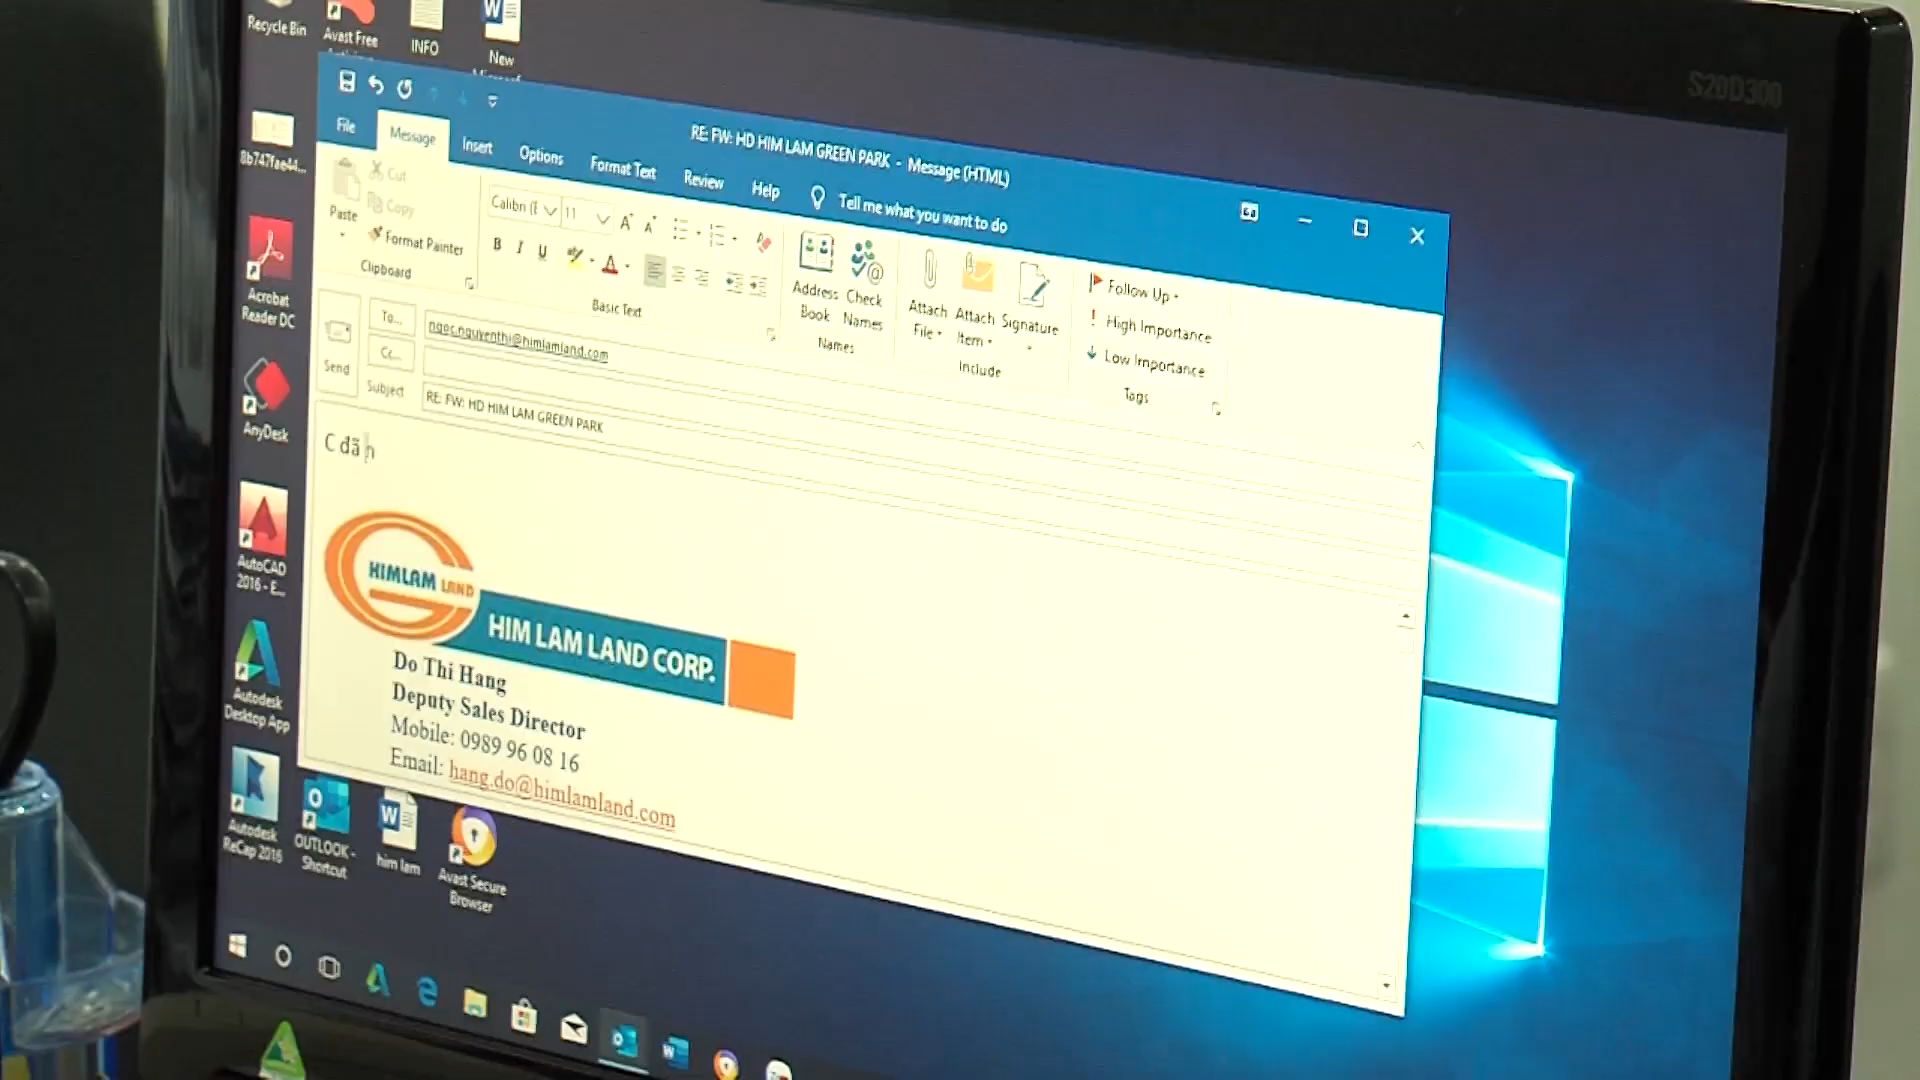 S20D300
Recycle Bin
Avast Free
INFO
New
8b747fae44...
Acrobat
Reader DC
AnyDesk
AutoCAD
2016 - E...
Autodesk
Desktop App
Autodesk
ReCap 2016
OUTLOOK -
Shortcut
him lam
Avast Secure
Browser
RE: FW: HD HIM LAM GREEN PARK - Message (HTML)
File
Message
Insert
Options
Format Text
Review
Help
Tell me what you want to do
Paste
Cut
Copy
Format Painter
Clipboard
Calibri (E
11
B I U
Basic Text
Address
Book
Check
Names
Names
Attach
File
Attach
Item
Signature
Include
Follow Up
High Importance
Low Importance
Tags
Send
To...
ngoc.nguyenthi@himlamland.com
Cc...
Subject
RE: FW: HD HIM LAM GREEN PARK
C đã n
HIMLAM LAND
HIM LAM LAND CORP.
Do Thi Hang
Deputy Sales Director
Mobile: 0989 96 08 16
Email: hang.do@himlamland.com